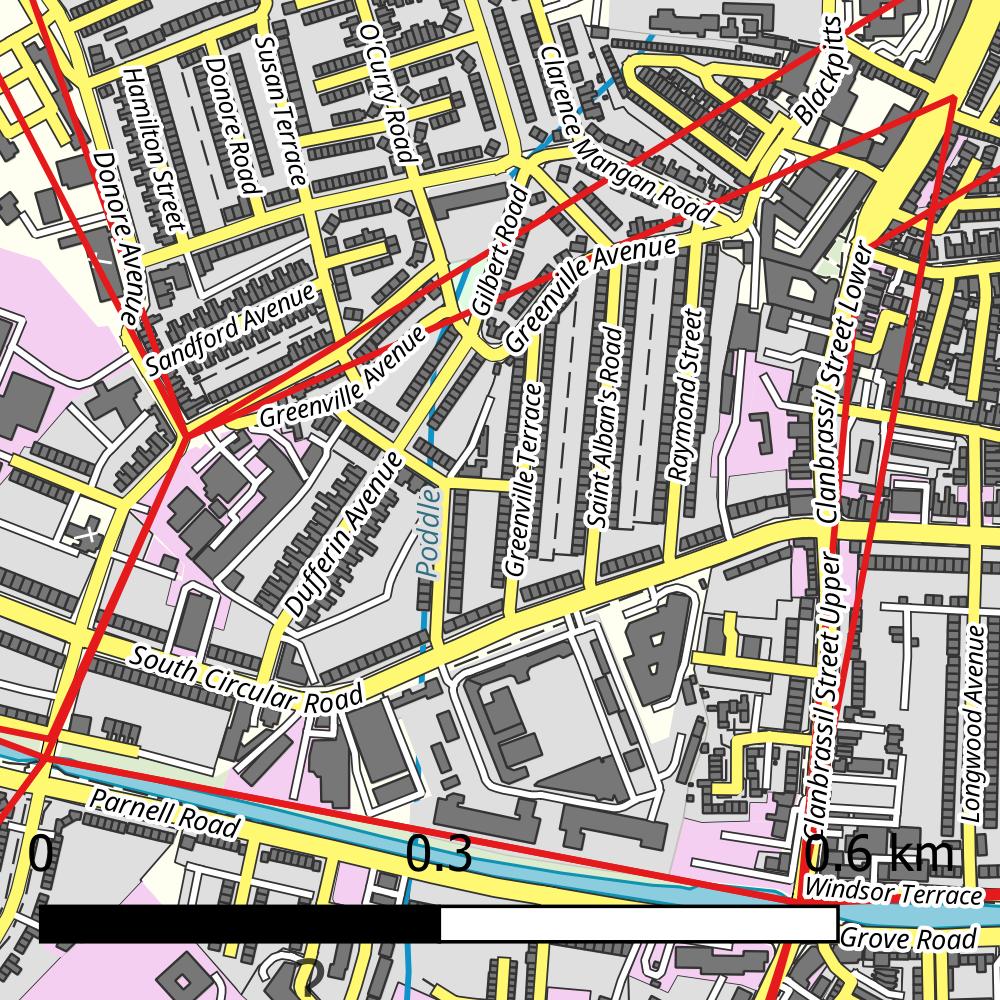 Blackpitts
O'Curry Road
Susan Terrace
Clarence Mangan Road
Donore Road
Hamilton Street
Donore Avenue
Gilbert Road
Greenville Avenue
Clanbrassil Street Lower
Sandford Avenue
Raymond Street
Greenville Avenue
Saint Alban's Road
Greenville Terrace
Dufferin Avenue
Poddle
Clanbrassil Street Upper
Longwood Avenue
South Circular Road
Parnell Road
0 0.3 0.6 km
Windsor Terrace
Grove Road